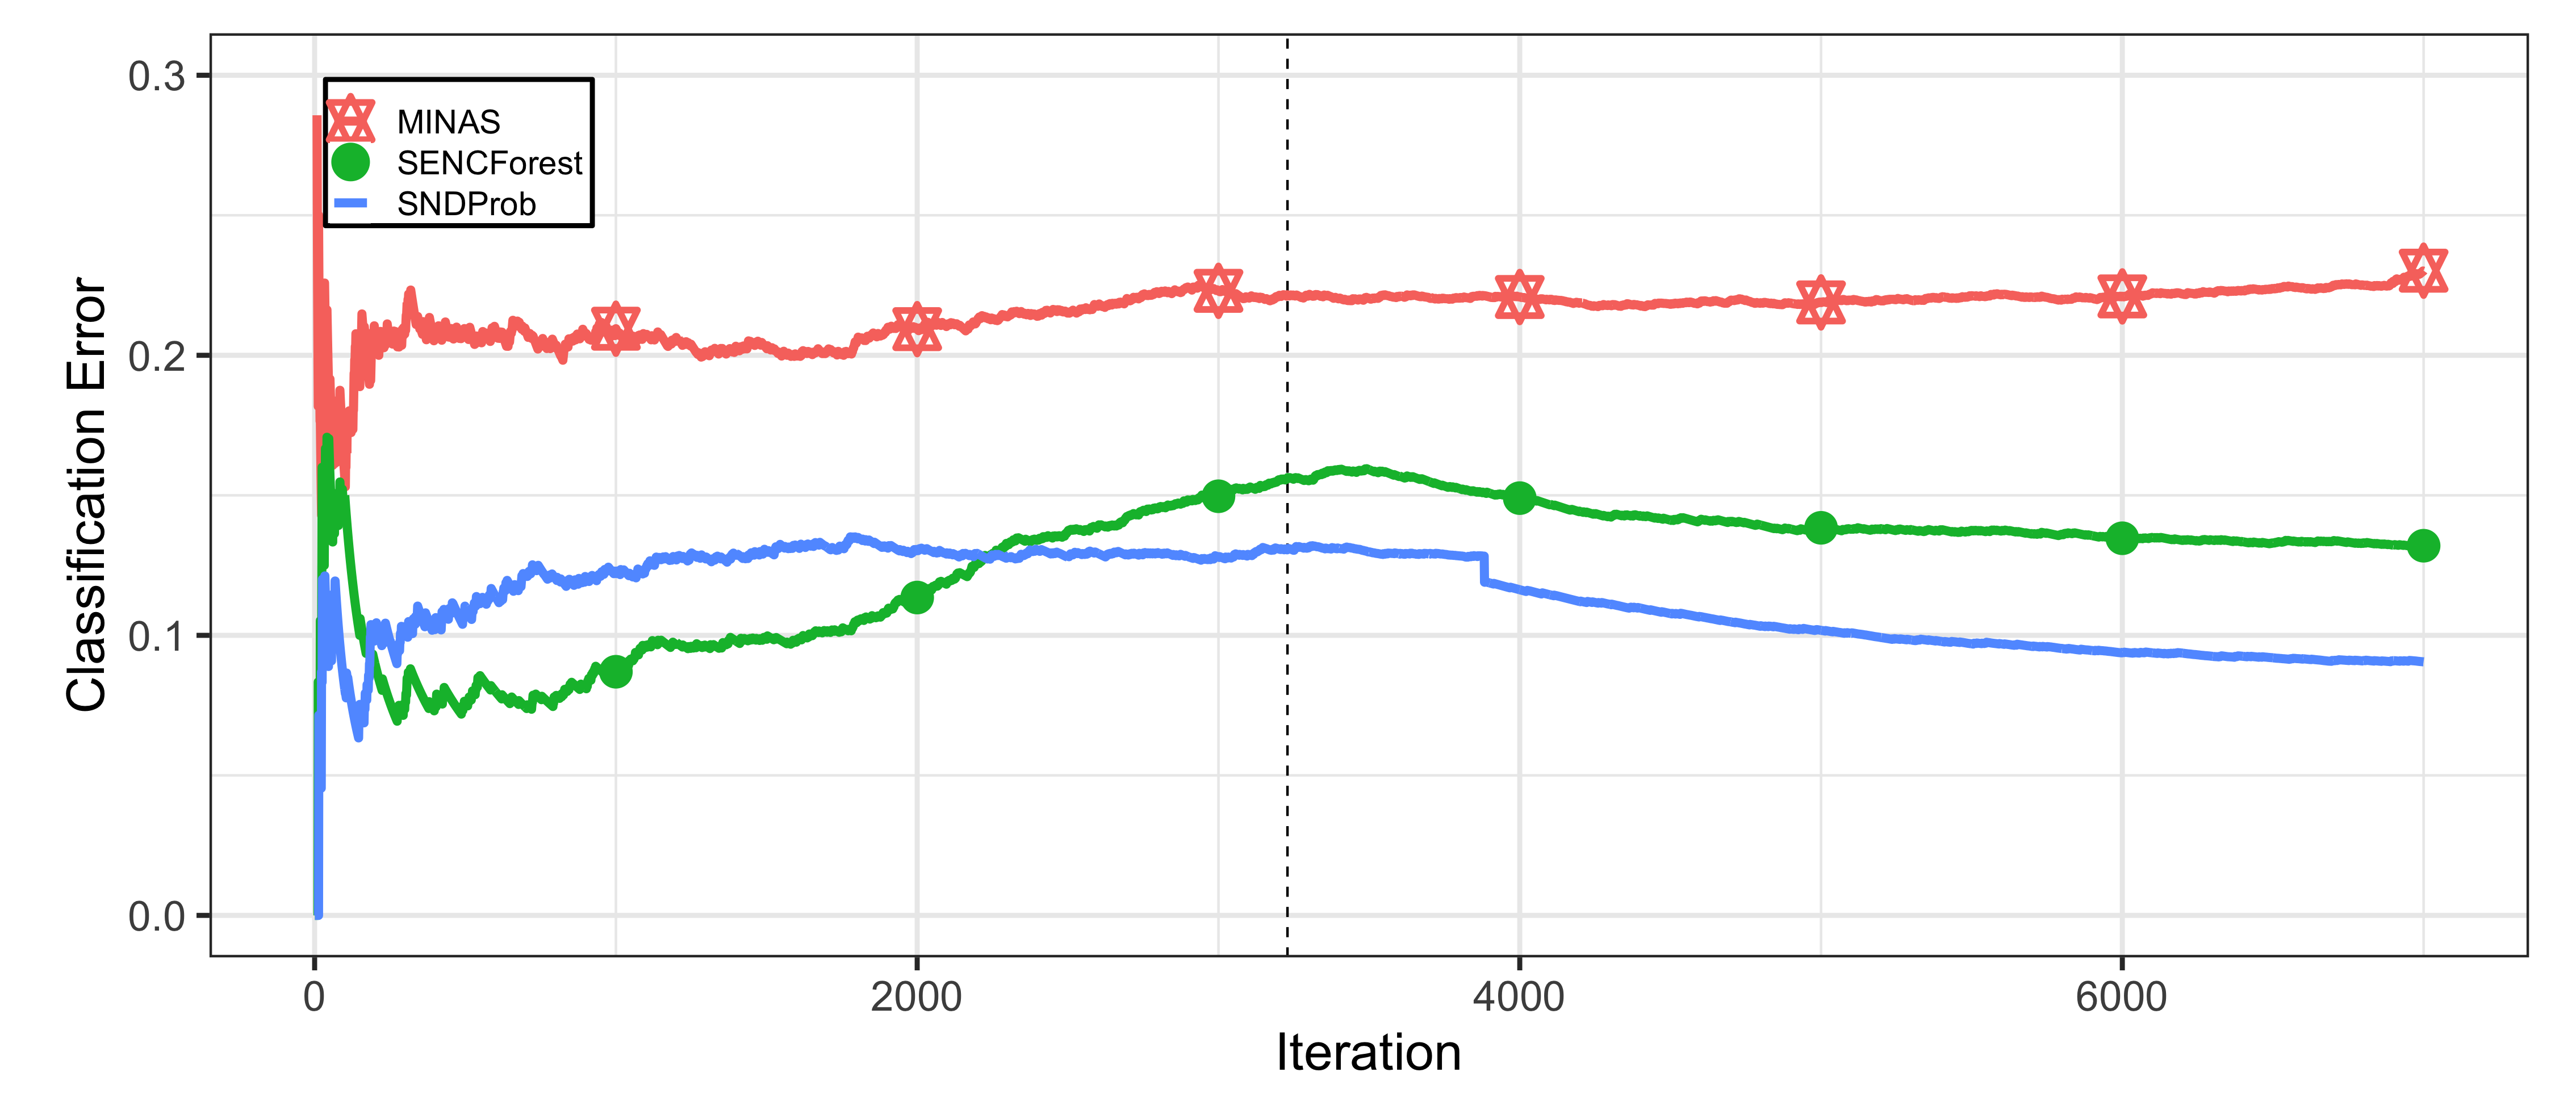 0.3
0.2
0.1
0.0
Classification Error
MINAS
SENCForest
SNDProb
0 2000 4000 6000
Iteration